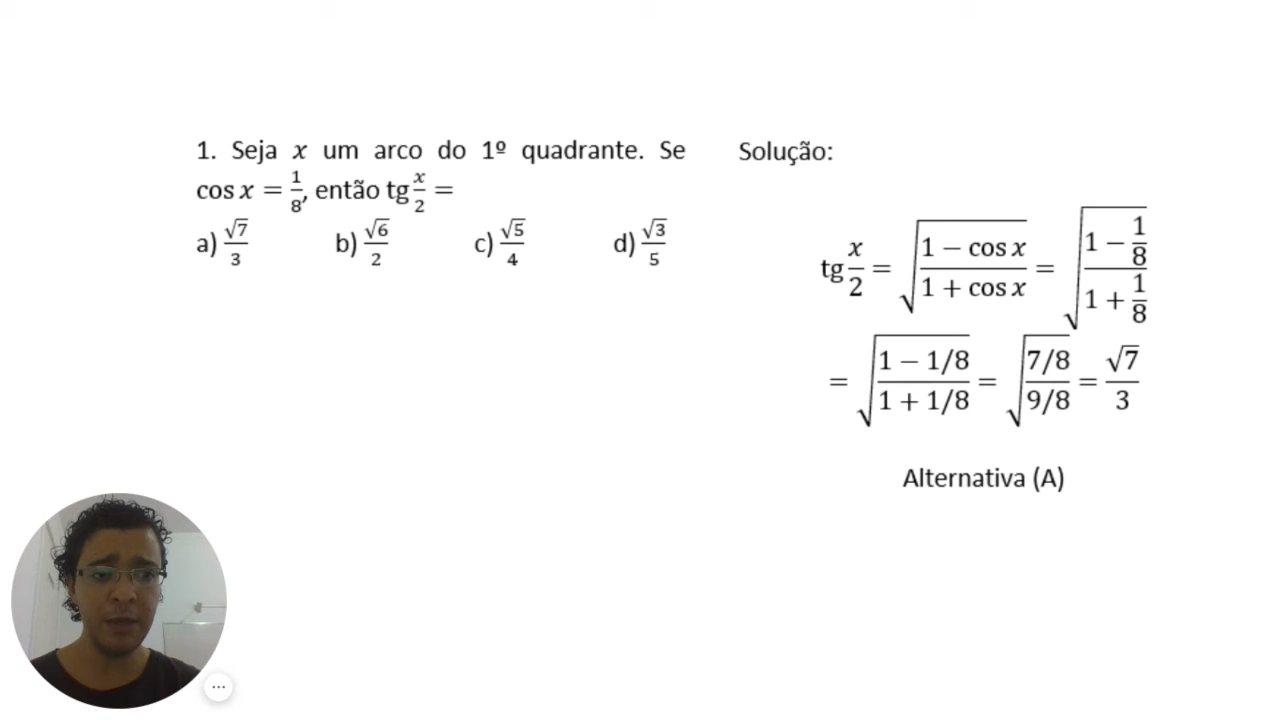 1. Seja x um arco do 1º quadrante. Se
cos x = 1/8, então tg x/2 =
a) √7/3 b) √6/2 c) √5/4 d) √3/5
Solução:
tg x/2 = √((1 − cos x)/(1 + cos x)) = √((1 − 1/8)/(1 + 1/8))
= √((1 − 1/8)/(1 + 1/8)) = √((7/8)/(9/8)) = √7/3
Alternativa (A)